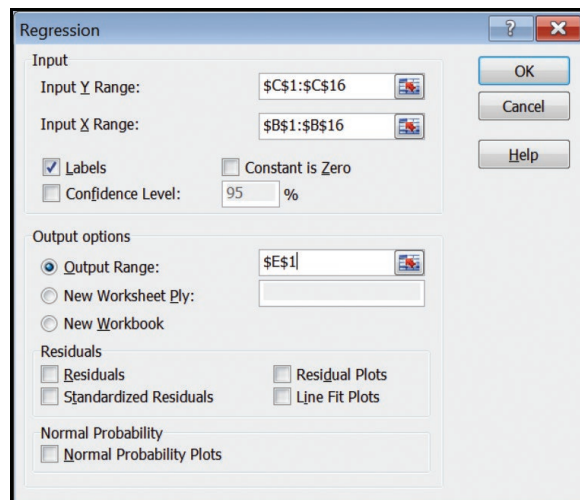 Regression
Input
Input Y Range: $C$1:$C$16
Input X Range: $B$1:$B$16
Labels Constant is Zero
Confidence Level: 95 %
Output options
Output Range: $E$1
New Worksheet Ply:
New Workbook
Residuals
Residuals Residual Plots
Standardized Residuals Line Fit Plots
Normal Probability
Normal Probability Plots
?
OK
Cancel
Help